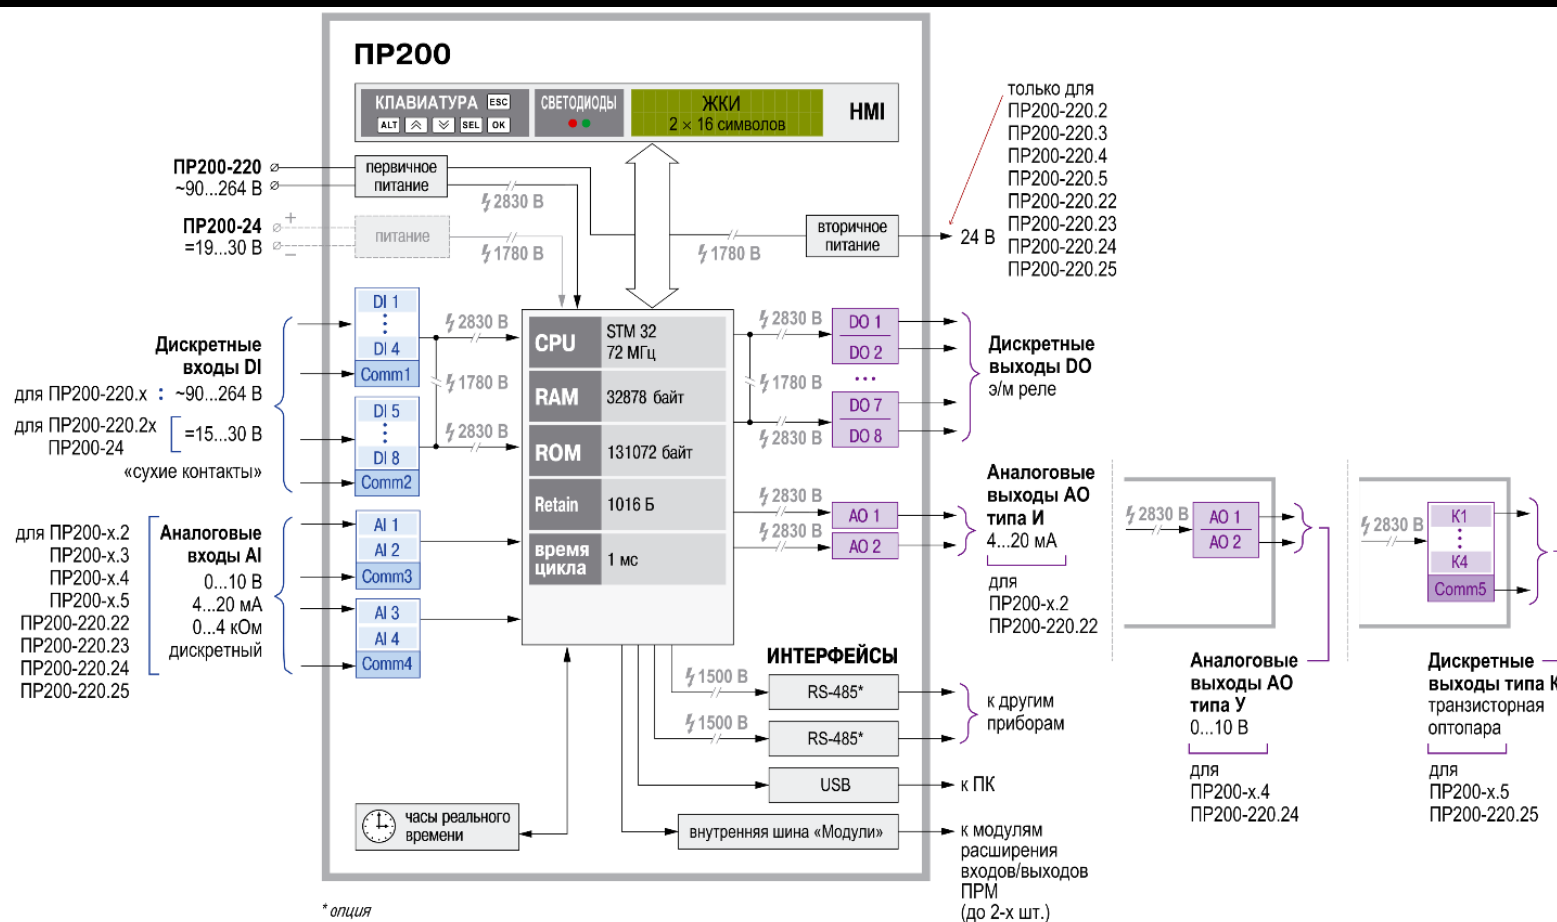 ПР200
КЛАВИАТУРА ESC
ALT SEL OK
СВЕТОДИОДЫ
ЖКИ
2 × 16 символов
HMI
только для
ПР200-220.2
ПР200-220.3
ПР200-220.4
ПР200-220.5
ПР200-220.22
ПР200-220.23
ПР200-220.24
ПР200-220.25
ПР200-220
~90...264 В
первичное
питание
2830 В
ПР200-24
=19...30 В
+
−
питание
1780 В
1780 В
вторичное
питание
24 В
Дискретные
входы DI
для ПР200-220.x : ~90...264 В
для ПР200-220.2x
ПР200-24
=15...30 В
«сухие контакты»
DI 1
DI 4
Comm1
DI 5
DI 8
Comm2
2830 В
1780 В
2830 В
CPU
STM 32
72 МГц
RAM
32878 байт
ROM
131072 байт
Retain
1016 Б
время
цикла
1 мс
2830 В
1780 В
2830 В
DO 1
DO 2
...
DO 7
DO 8
Дискретные
выходы DO
э/м реле
для ПР200-x.2
ПР200-x.3
ПР200-x.4
ПР200-x.5
ПР200-220.22
ПР200-220.23
ПР200-220.24
ПР200-220.25
Аналоговые
входы AI
0...10 В
4...20 мА
0...4 кОм
дискретный
AI 1
AI 2
Comm3
AI 3
AI 4
Comm4
2830 В
2830 В
AO 1
AO 2
Аналоговые
выходы АО
типа И
4...20 мА
для
ПР200-x.2
ПР200-220.22
2830 В
AO 1
AO 2
Аналоговые
выходы АО
типа У
0...10 В
для
ПР200-x.4
ПР200-220.24
2830 В
К1
К4
Comm5
Дискретные
выходы типа К
транзисторная
оптопара
для
ПР200-x.5
ПР200-220.25
ИНТЕРФЕЙСЫ
1500 В
RS-485*
1500 В
RS-485*
к другим
приборам
USB
к ПК
внутренняя шина «Модули»
к модулям
расширения
входов/выходов
ПРМ
(до 2-х шт.)
часы реального
времени
* опция